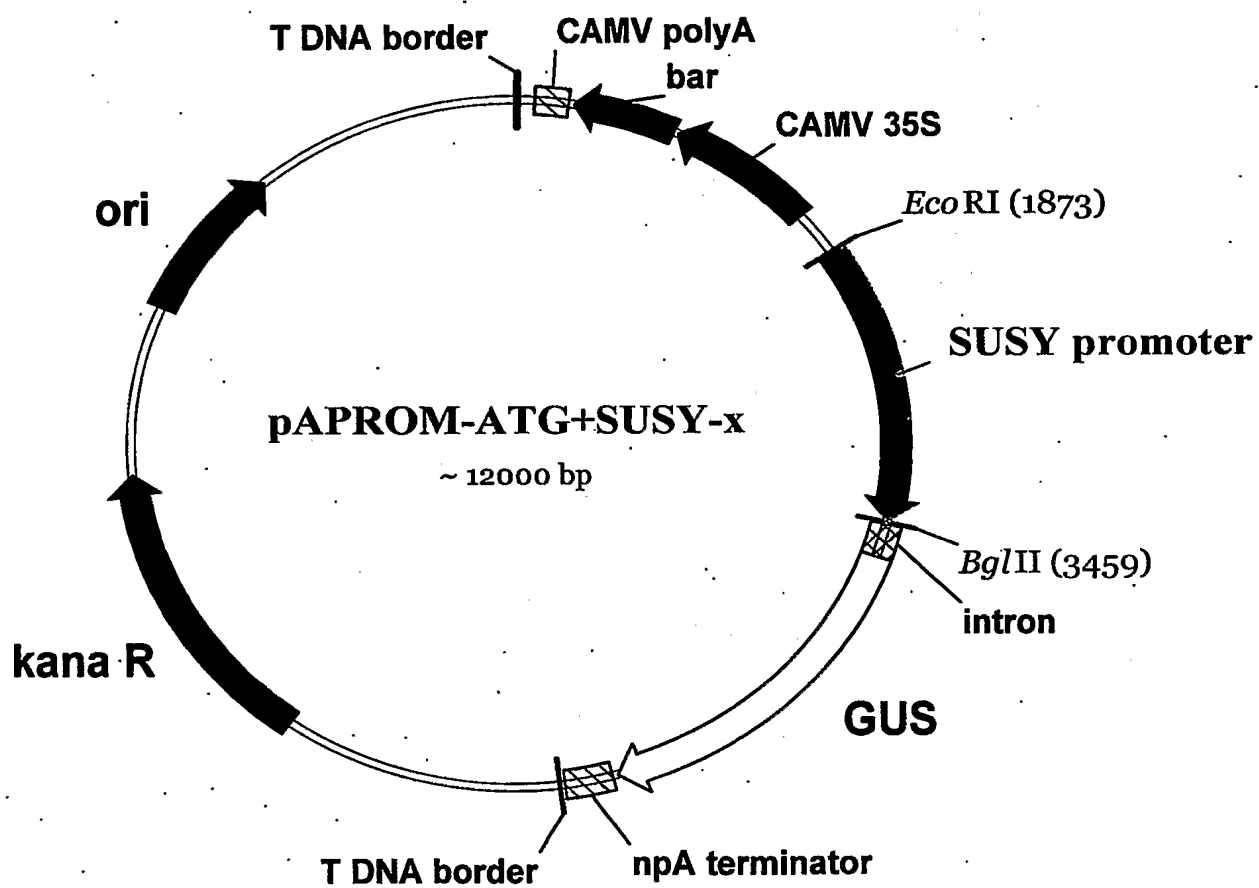 T DNA border
CAMV polyA
bar
CAMV 35S
EcoRI (1873)
ori
SUSY promoter
pAPROM-ATG+SUSY-x
~ 12000 bp
BglII (3459)
intron
kana R
GUS
T DNA border
npA terminator